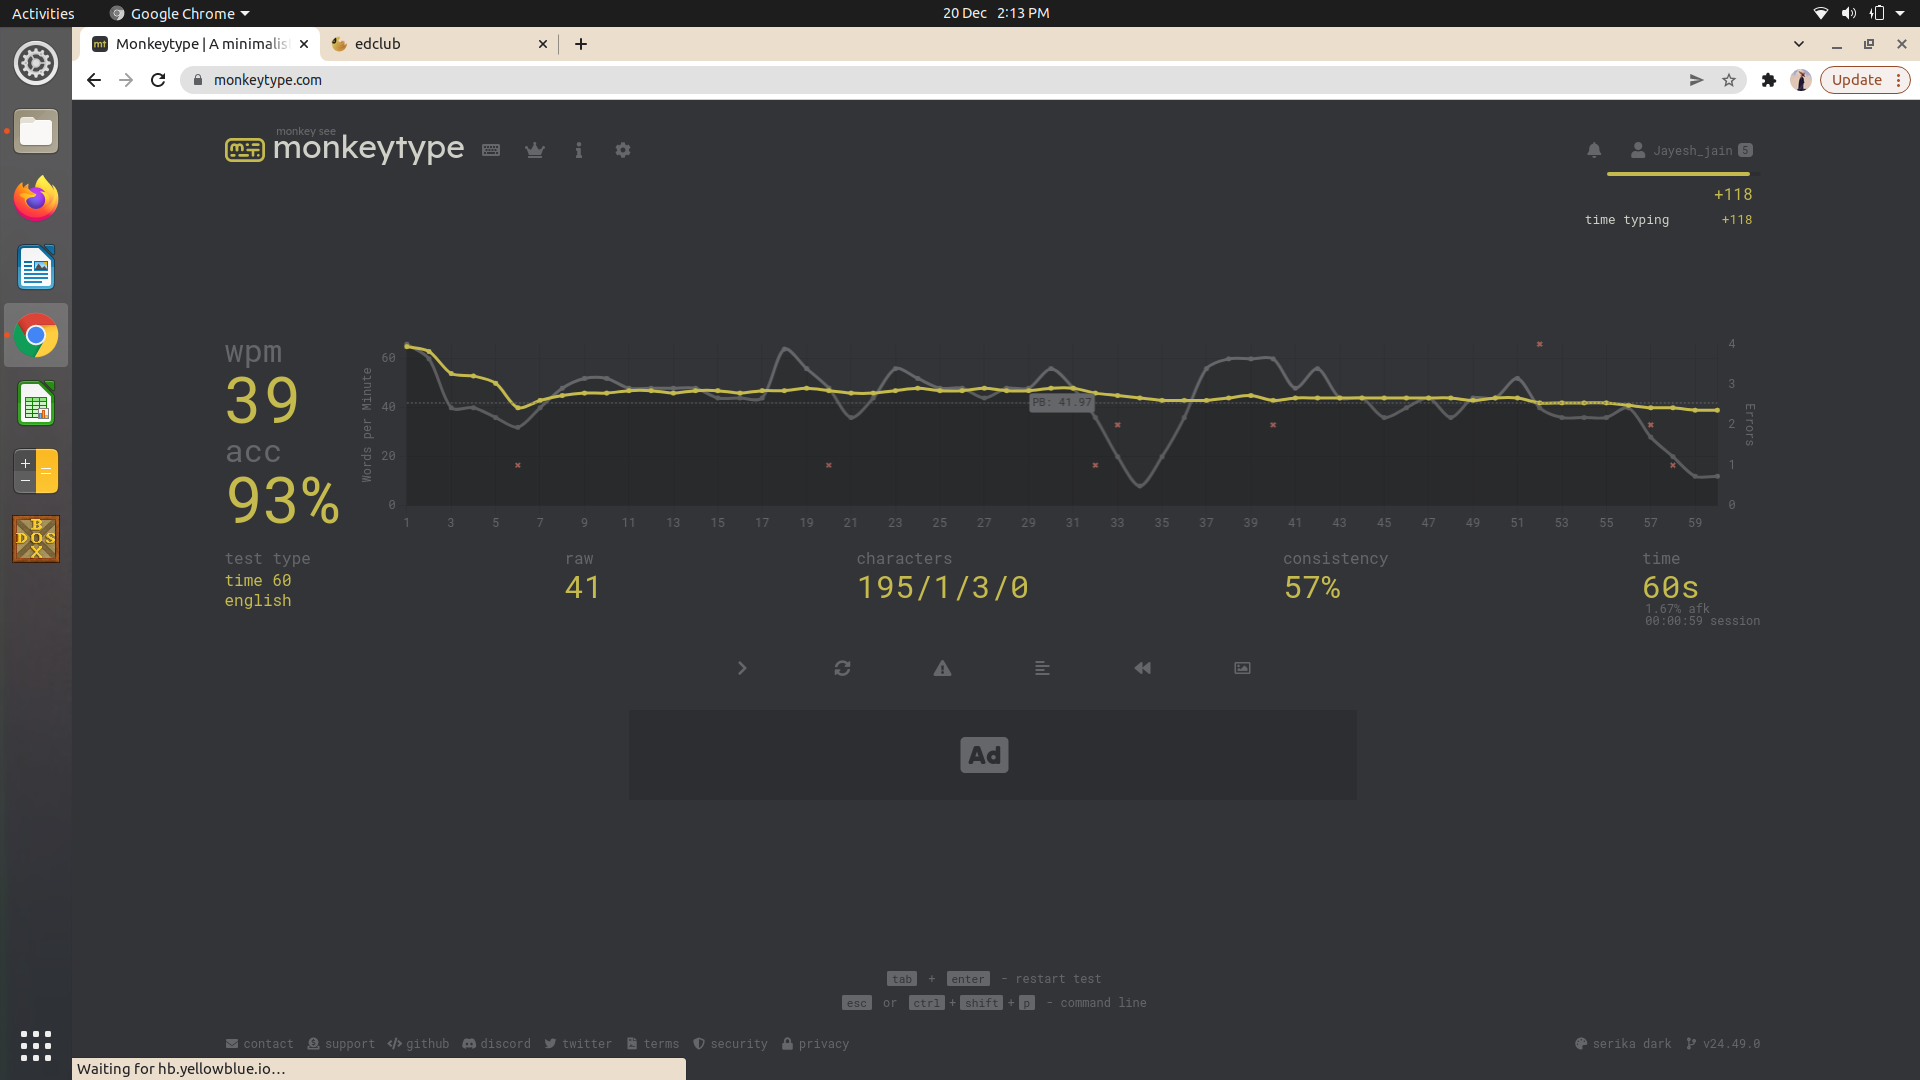 Activities
Google Chrome
20 Dec 2:13 PM
mt
Monkeytype | A minimalis
edclub
monkeytype.com
Update
monkey see
monkeytype
Jayesh_jain 5
+118
time typing +118
wpm
39
acc
93%
Words per Minute
60
40
20
0
PB: 41.97
4
3
2
1
0
Errors
1 3 5 7 9 11 13 15 17 19 21 23 25 27 29 31 33 35 37 39 41 43 45 47 49 51 53 55 57 59
BOX
DOS
test type
time 60
english
raw
41
characters
195/1/3/0
consistency
57%
time
60s
1.67% afk
00:00:59 session
Ad
tab + enter - restart test
esc or ctrl + shift + p - command line
contact support github discord twitter terms security privacy
serika dark v24.49.0
Waiting for hb.yellowblue.io...